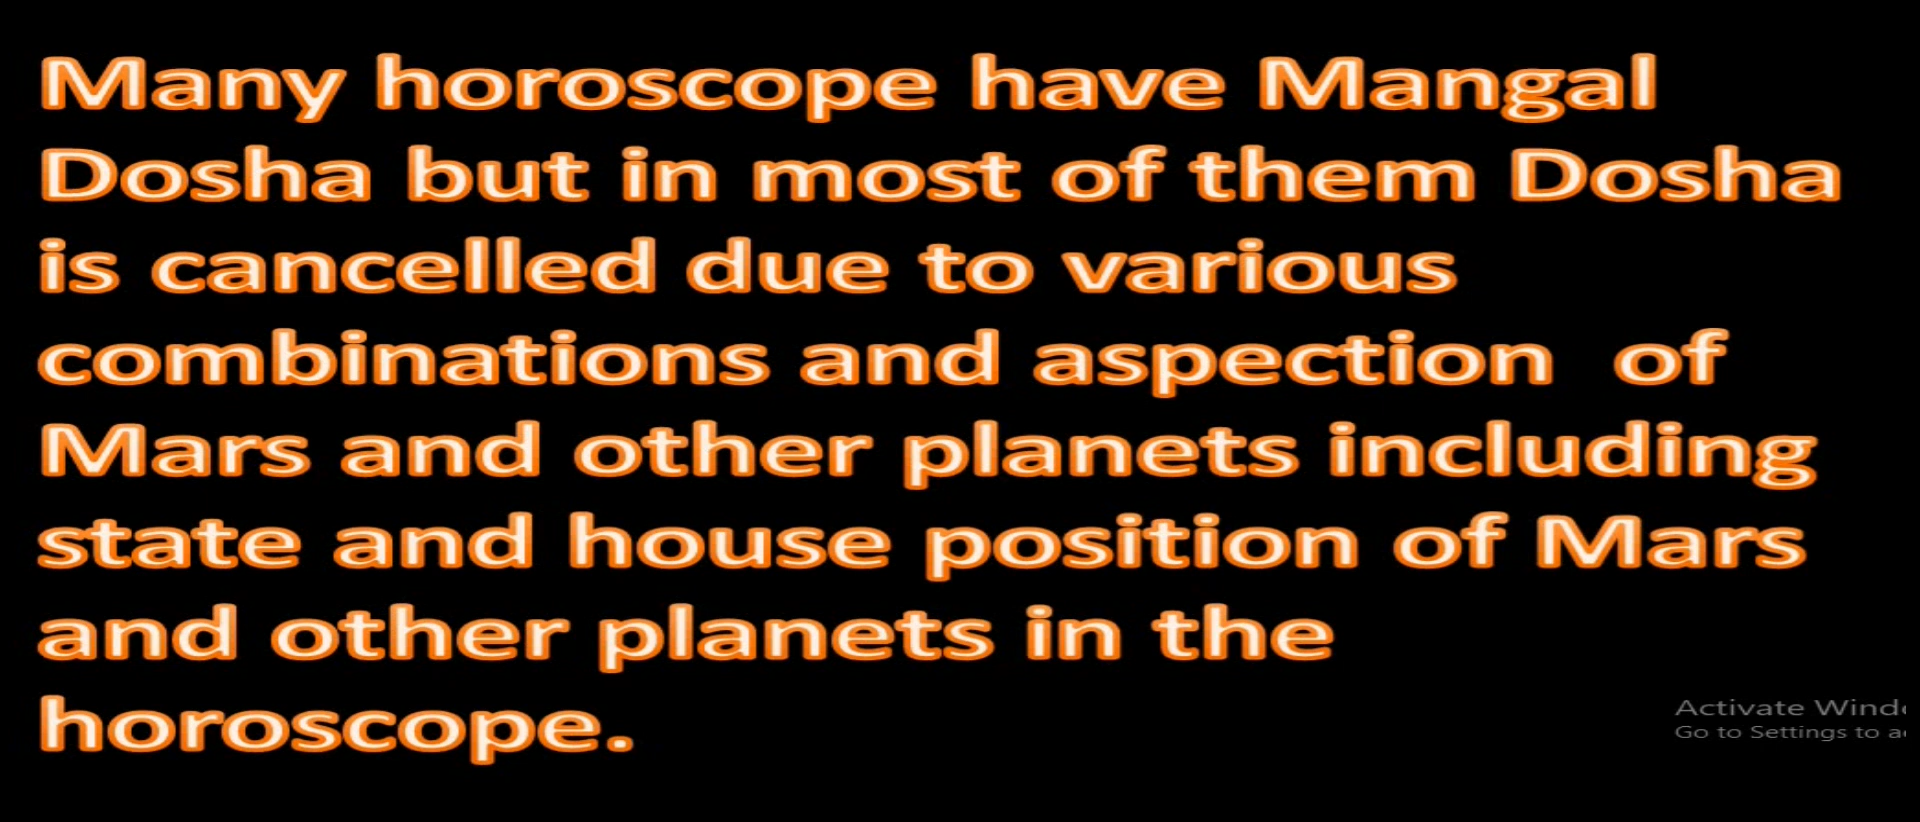 Many horoscope have Mangal
Dosha but in most of them Dosha
is cancelled due to various
combinations and aspection  of
Mars and other planets including
state and house position of Mars
and other planets in the
horoscope.
Activate
Go to Settings to